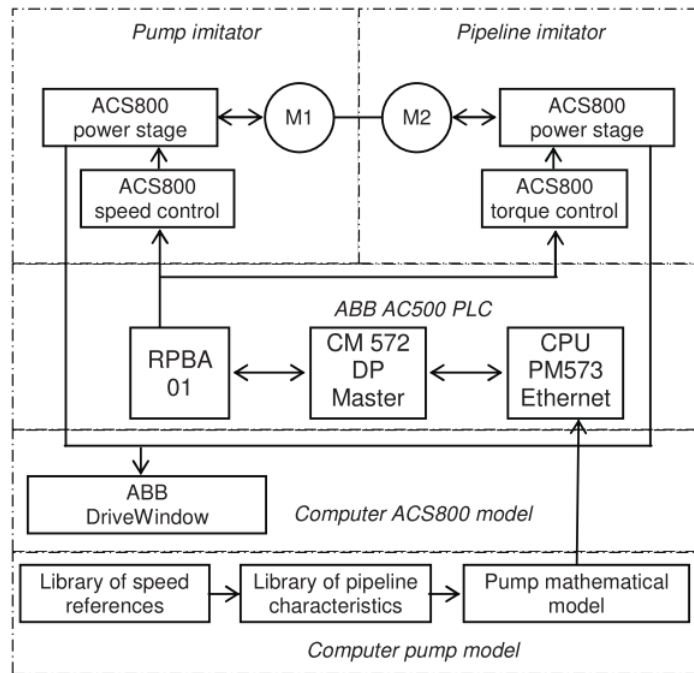 Pump imitator
Pipeline imitator
ACS800
power stage
M1
M2
ACS800
power stage
ACS800
speed control
ACS800
torque control
ABB AC500 PLC
RPBA
01
CM 572
DP
Master
CPU
PM573
Ethernet
ABB
DriveWindow
Computer ACS800 model
Library of speed
references
Library of pipeline
characteristics
Pump mathematical
model
Computer pump model